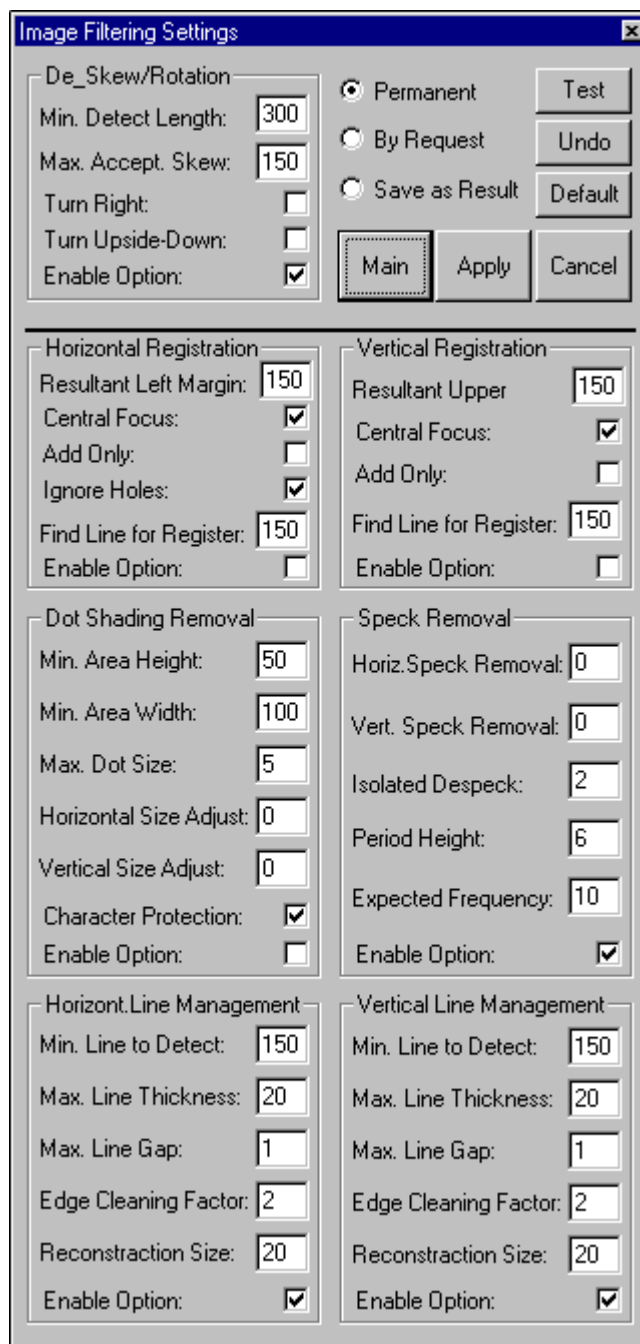 Image Filtering Settings
De_Skew/Rotation
Min. Detect Length: 300
Max. Accept. Skew: 150
Turn Right:
Turn Upside-Down:
Enable Option:
Permanent
By Request
Save as Result
Test
Undo
Default
Main
Apply
Cancel
Horizontal Registration
Resultant Left Margin: 150
Central Focus:
Add Only:
Ignore Holes:
Find Line for Register: 150
Enable Option:
Vertical Registration
Resultant Upper 150
Central Focus:
Add Only:
Find Line for Register: 150
Enable Option:
Dot Shading Removal
Min. Area Height: 50
Min. Area Width: 100
Max. Dot Size: 5
Horizontal Size Adjust: 0
Vertical Size Adjust: 0
Character Protection:
Enable Option:
Speck Removal
Horiz.Speck Removal: 0
Vert. Speck Removal: 0
Isolated Despeck: 2
Period Height: 6
Expected Frequency: 10
Enable Option:
Horizont.Line Management
Min. Line to Detect: 150
Max. Line Thickness: 20
Max. Line Gap: 1
Edge Cleaning Factor: 2
Reconstraction Size: 20
Enable Option:
Vertical Line Management
Min. Line to Detect: 150
Max. Line Thickness: 20
Max. Line Gap: 1
Edge Cleaning Factor: 2
Reconstraction Size: 20
Enable Option: